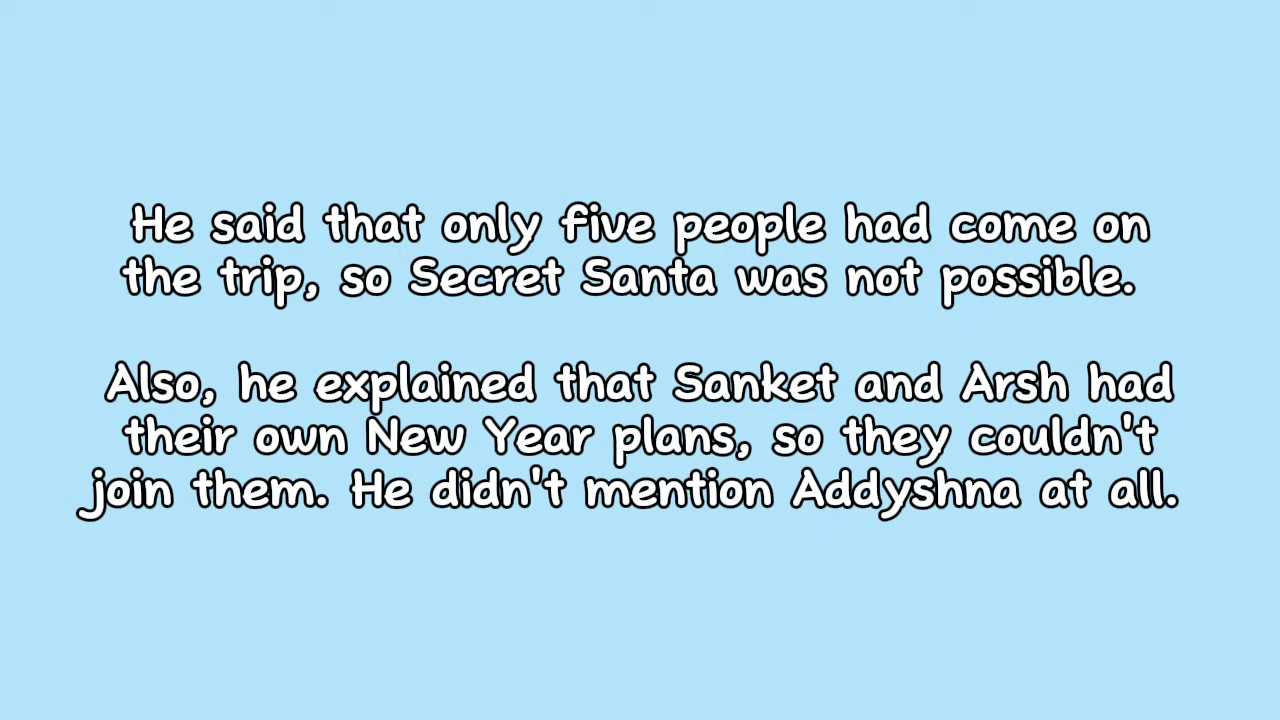 He said that only five people had come on
the trip, so Secret Santa was not possible.
Also, he explained that Sanket and Arsh had
their own New Year plans, so they couldn't
join them. He didn't mention Addyshna at all.